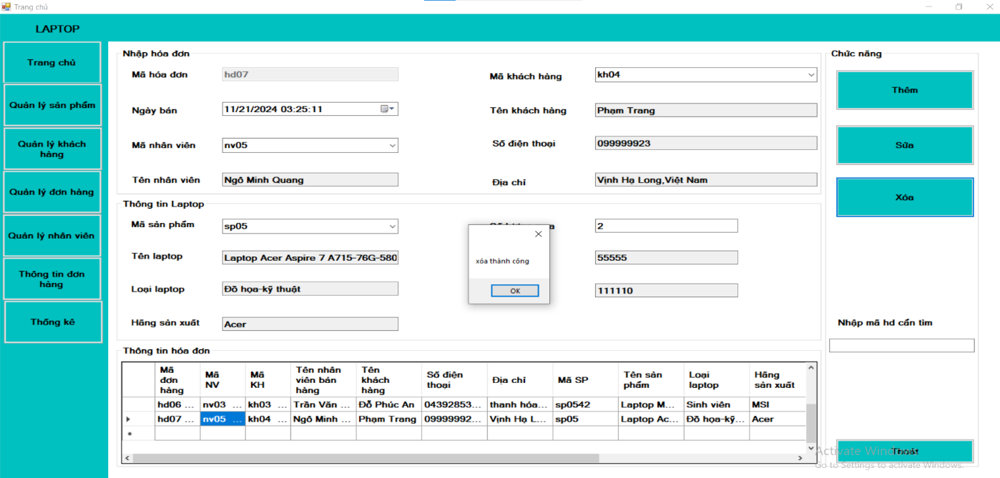 Trang chủ
LAPTOP
Trang chủ
Quản lý sản phẩm
Quản lý khách
hàng
Quản lý đơn hàng
Quản lý nhân viên
Thông tin đơn
hàng
Thống kê
Nhập hóa đơn
Mã hóa đơn
hd07
Ngày bán
11/21/2024 03:25:11
Mã nhân viên
nv05
Tên nhân viên
Ngô Minh Quang
Mã khách hàng
kh04
Tên khách hàng
Phạm Trang
Số điện thoại
099999923
Địa chỉ
Vịnh Hạ Long,Việt Nam
Thông tin Laptop
Mã sản phẩm
sp05
Tên laptop
Laptop Acer Aspire 7 A715-76G-580
Loại laptop
Đồ họa-kỹ thuật
Hãng sản xuất
Acer
2
55555
111110
xóa thành công
OK
Thông tin hóa đơn
Mã
đơn
hàng
Mã
NV
Mã
KH
Tên nhân
viên bán
hàng
Tên
khách
hàng
Số điện
thoại
Địa chỉ
Mã SP
Tên sản
phẩm
Loại
laptop
Hãng
sản xuất
hd06 ... nv03 ... kh03 ... Trần Văn ... Đỗ Phúc An 04392853... thanh hóa... sp0542 Laptop M... Sinh viên MSI
hd07 ... nv05 ... kh04 ... Ngô Minh ... Phạm Trang 09999992... Vịnh Hạ L... sp05 Laptop Ac... Đồ họa-kỹ... Acer
Chức năng
Thêm
Sửa
Xóa
Nhập mã hd cần tìm
Thoát
Activate Windows
Go to Settings to activate Windows.